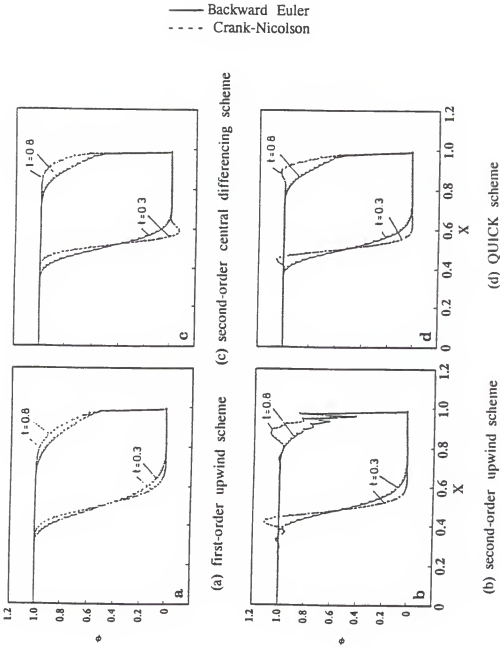 Backward Euler
Crank-Nicolson
1.2
1.0
0.8
0.6
0.4
0.2
0
φ
t=0.8
t=0.3
a
(a) first-order upwind scheme
t=0.8
t=0.3
c
(c) second-order central differencing scheme
1.2
1.0
0.8
0.6
0.4
0.2
0
φ
t=0.8
t=0.3
b
0
0.2
0.4
0.6
0.8
1.0
1.2
X
(b) second-order upwind scheme
t=0.8
t=0.3
d
0
0.2
0.4
0.6
0.8
1.0
1.2
X
(d) QUICK scheme